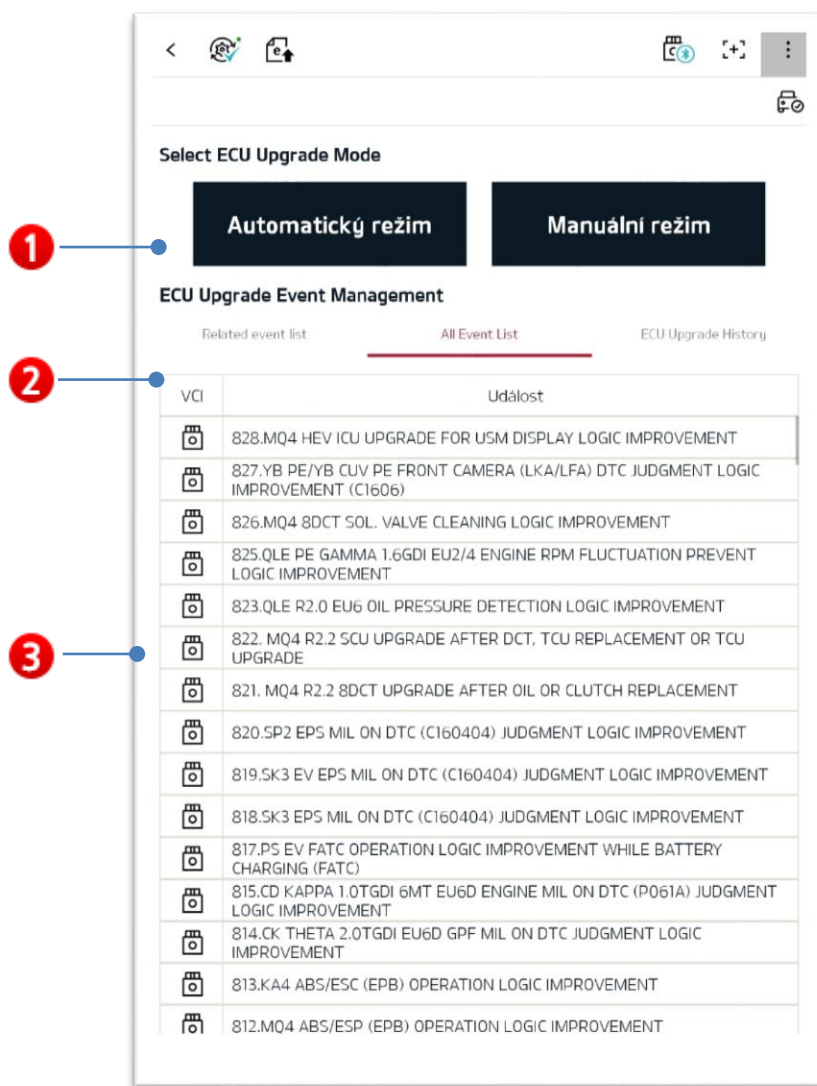 Select ECU Upgrade Mode
Automatický režim
Manuální režim
1
ECU Upgrade Event Management
Related event list
All Event List
ECU Upgrade History
2
VCI
Událost
828.MQ4 HEV ICU UPGRADE FOR USM DISPLAY LOGIC IMPROVEMENT
827.YB PE/YB CUV PE FRONT CAMERA (LKA/LFA) DTC JUDGMENT LOGIC
IMPROVEMENT (C1606)
826.MQ4 8DCT SOL. VALVE CLEANING LOGIC IMPROVEMENT
825.QLE PE GAMMA 1.6GDI EU2/4 ENGINE RPM FLUCTUATION PREVENT
LOGIC IMPROVEMENT
823.QLE R2.0 EU6 OIL PRESSURE DETECTION LOGIC IMPROVEMENT
3
822. MQ4 R2.2 SCU UPGRADE AFTER DCT, TCU REPLACEMENT OR TCU
UPGRADE
821. MQ4 R2.2 8DCT UPGRADE AFTER OIL OR CLUTCH REPLACEMENT
820.SP2 EPS MIL ON DTC (C160404) JUDGMENT LOGIC IMPROVEMENT
819.SK3 EV EPS MIL ON DTC (C160404) JUDGMENT LOGIC IMPROVEMENT
818.SK3 EPS MIL ON DTC (C160404) JUDGMENT LOGIC IMPROVEMENT
817.PS EV FATC OPERATION LOGIC IMPROVEMENT WHILE BATTERY
CHARGING (FATC)
815.CD KAPPA 1.0TGDI 6MT EU6D ENGINE MIL ON DTC (P061A) JUDGMENT
LOGIC IMPROVEMENT
814.CK THETA 2.0TGDI EU6D GPF MIL ON DTC JUDGMENT LOGIC
IMPROVEMENT
813.KA4 ABS/ESC (EPB) OPERATION LOGIC IMPROVEMENT
812.MQ4 ABS/ESP (EPB) OPERATION LOGIC IMPROVEMENT